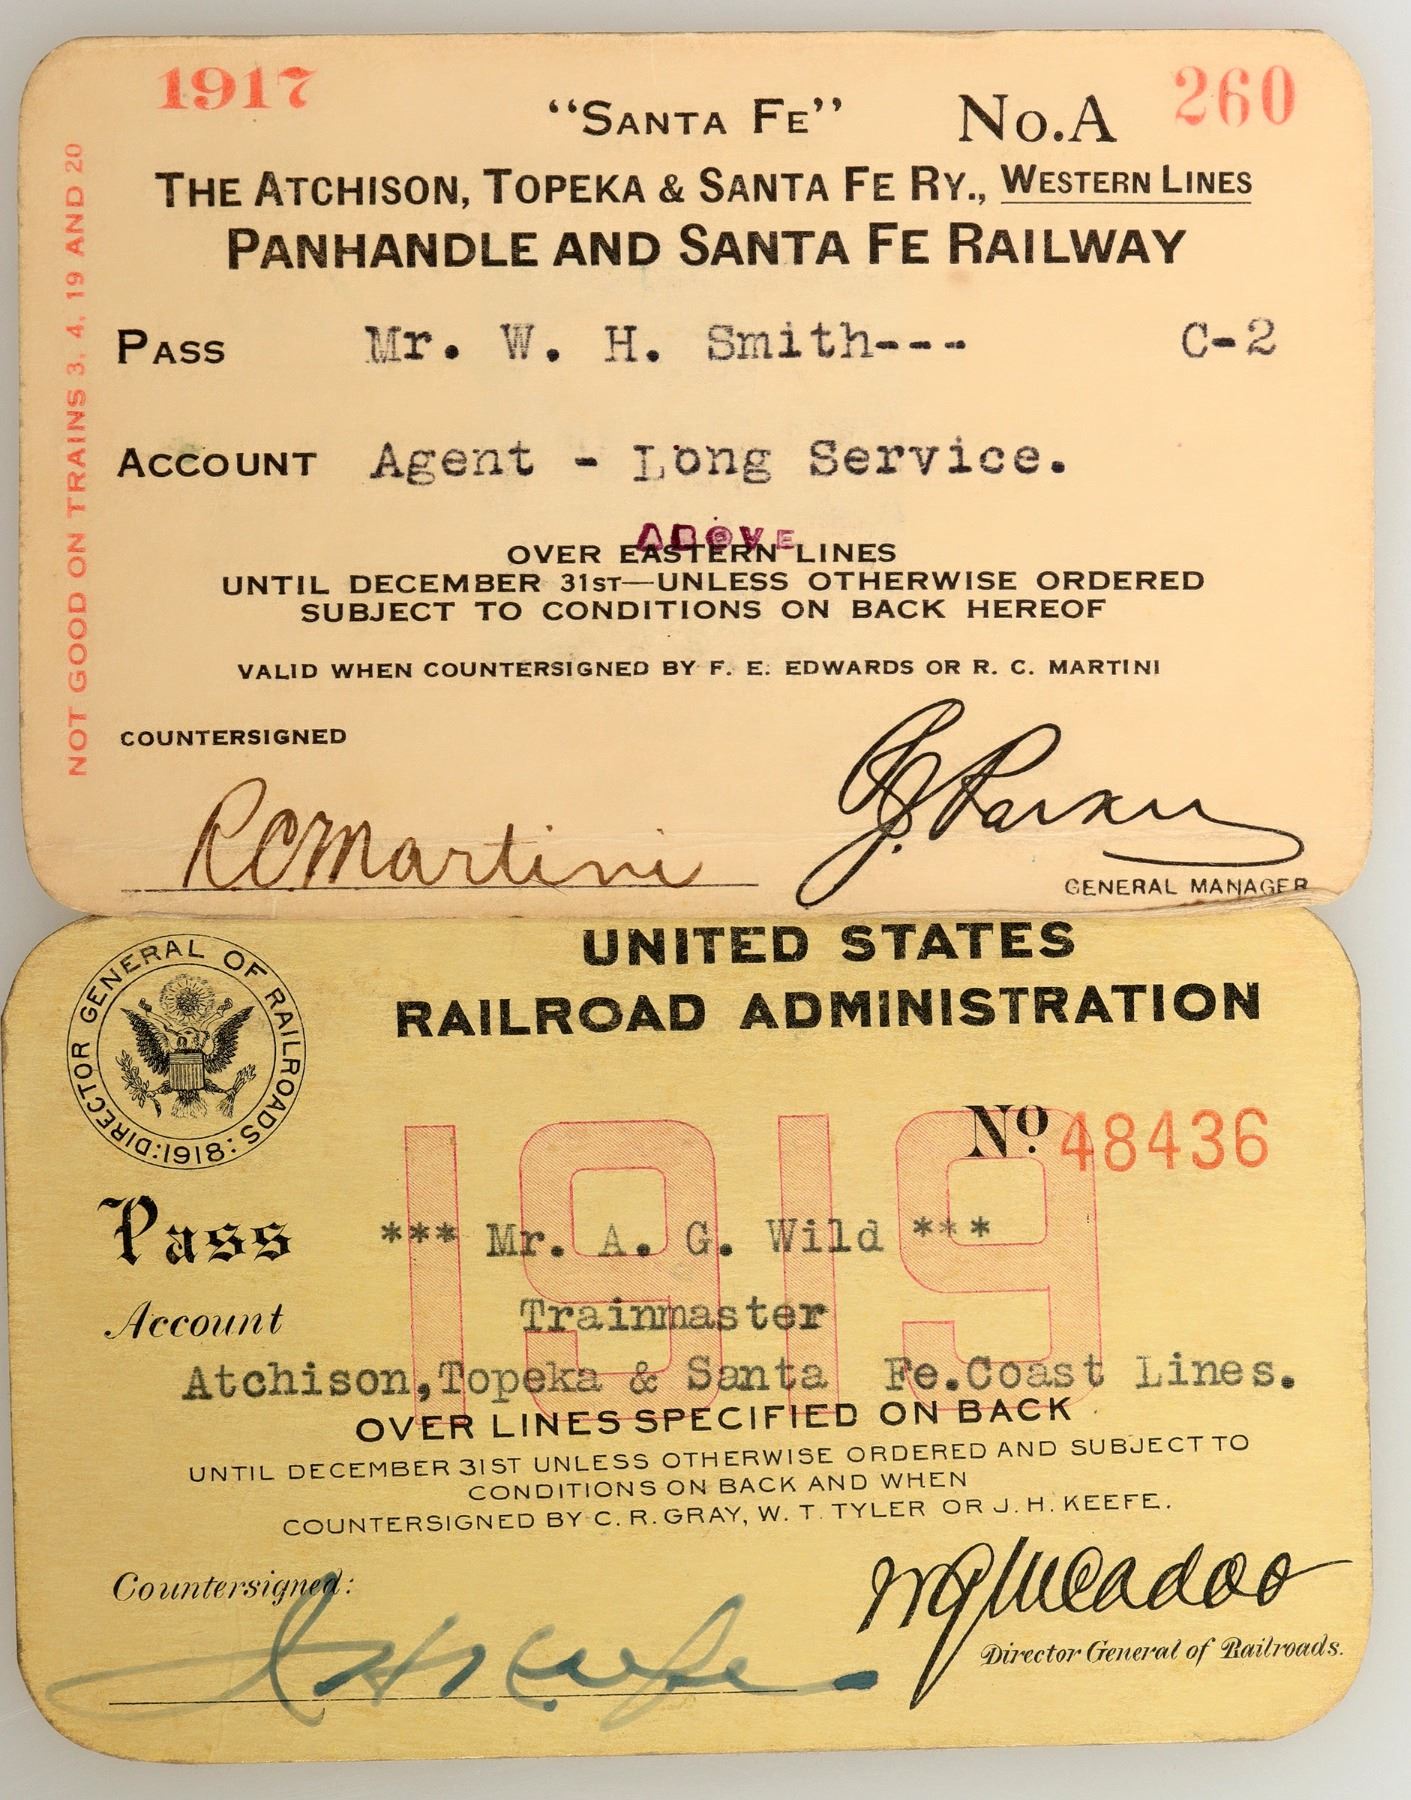 1917
"SANTA FE" No. A 260
THE ATCHISON, TOPEKA & SANTA FE RY., WESTERN LINES
PANHANDLE AND SANTA FE RAILWAY
PASS Mr. W. H. Smith--- C-2
ACCOUNT Agent - Long Service.
ABOVE
OVER EASTERN LINES
UNTIL DECEMBER 31ST—UNLESS OTHERWISE ORDERED
SUBJECT TO CONDITIONS ON BACK HEREOF
VALID WHEN COUNTERSIGNED BY F. E. EDWARDS OR R. C. MARTINI
COUNTERSIGNED
R C Martini
GENERAL MANAGER
NOT GOOD ON TRAINS 3, 4, 19 AND 20
UNITED STATES
RAILROAD ADMINISTRATION
DIRECTOR GENERAL OF RAILROADS:
:1918:
1919
No 48436
Pass *** Mr. A. G. Wild ***
Account Trainmaster
Atchison,Topeka & Santa Fe.Coast Lines.
OVER LINES SPECIFIED ON BACK
UNTIL DECEMBER 31ST UNLESS OTHERWISE ORDERED AND SUBJECT TO
CONDITIONS ON BACK AND WHEN
COUNTERSIGNED BY C. R. GRAY, W. T. TYLER OR J. H. KEEFE.
Countersigned:
J H Keefe.
W G McAdoo
Director General of Railroads.